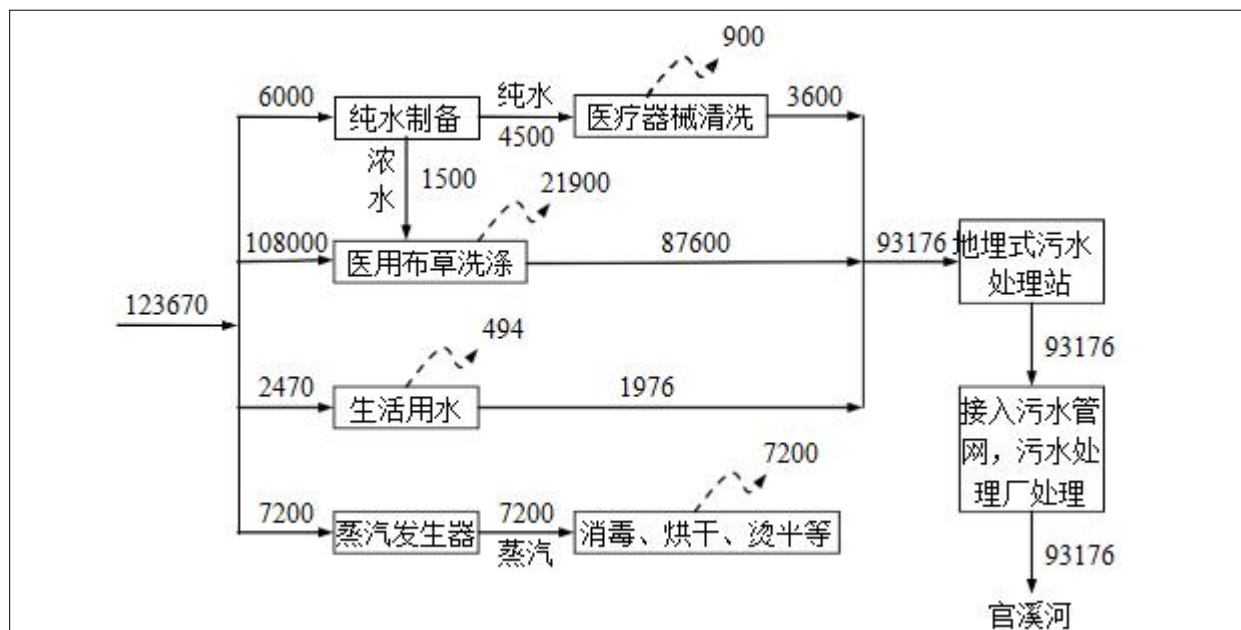 900
6000
纯水
3600
纯水制备
医疗器械清洗
4500
浓
水
1500
21900
108000
医用布草洗涤
87600
93176
地埋式污水
处理站
123670
494
93176
2470
生活用水
1976
接入污水管
网，污水处
理厂处理
7200
7200
蒸汽发生器
7200
蒸汽
消毒、烘干、烫半等
93176
官溪河